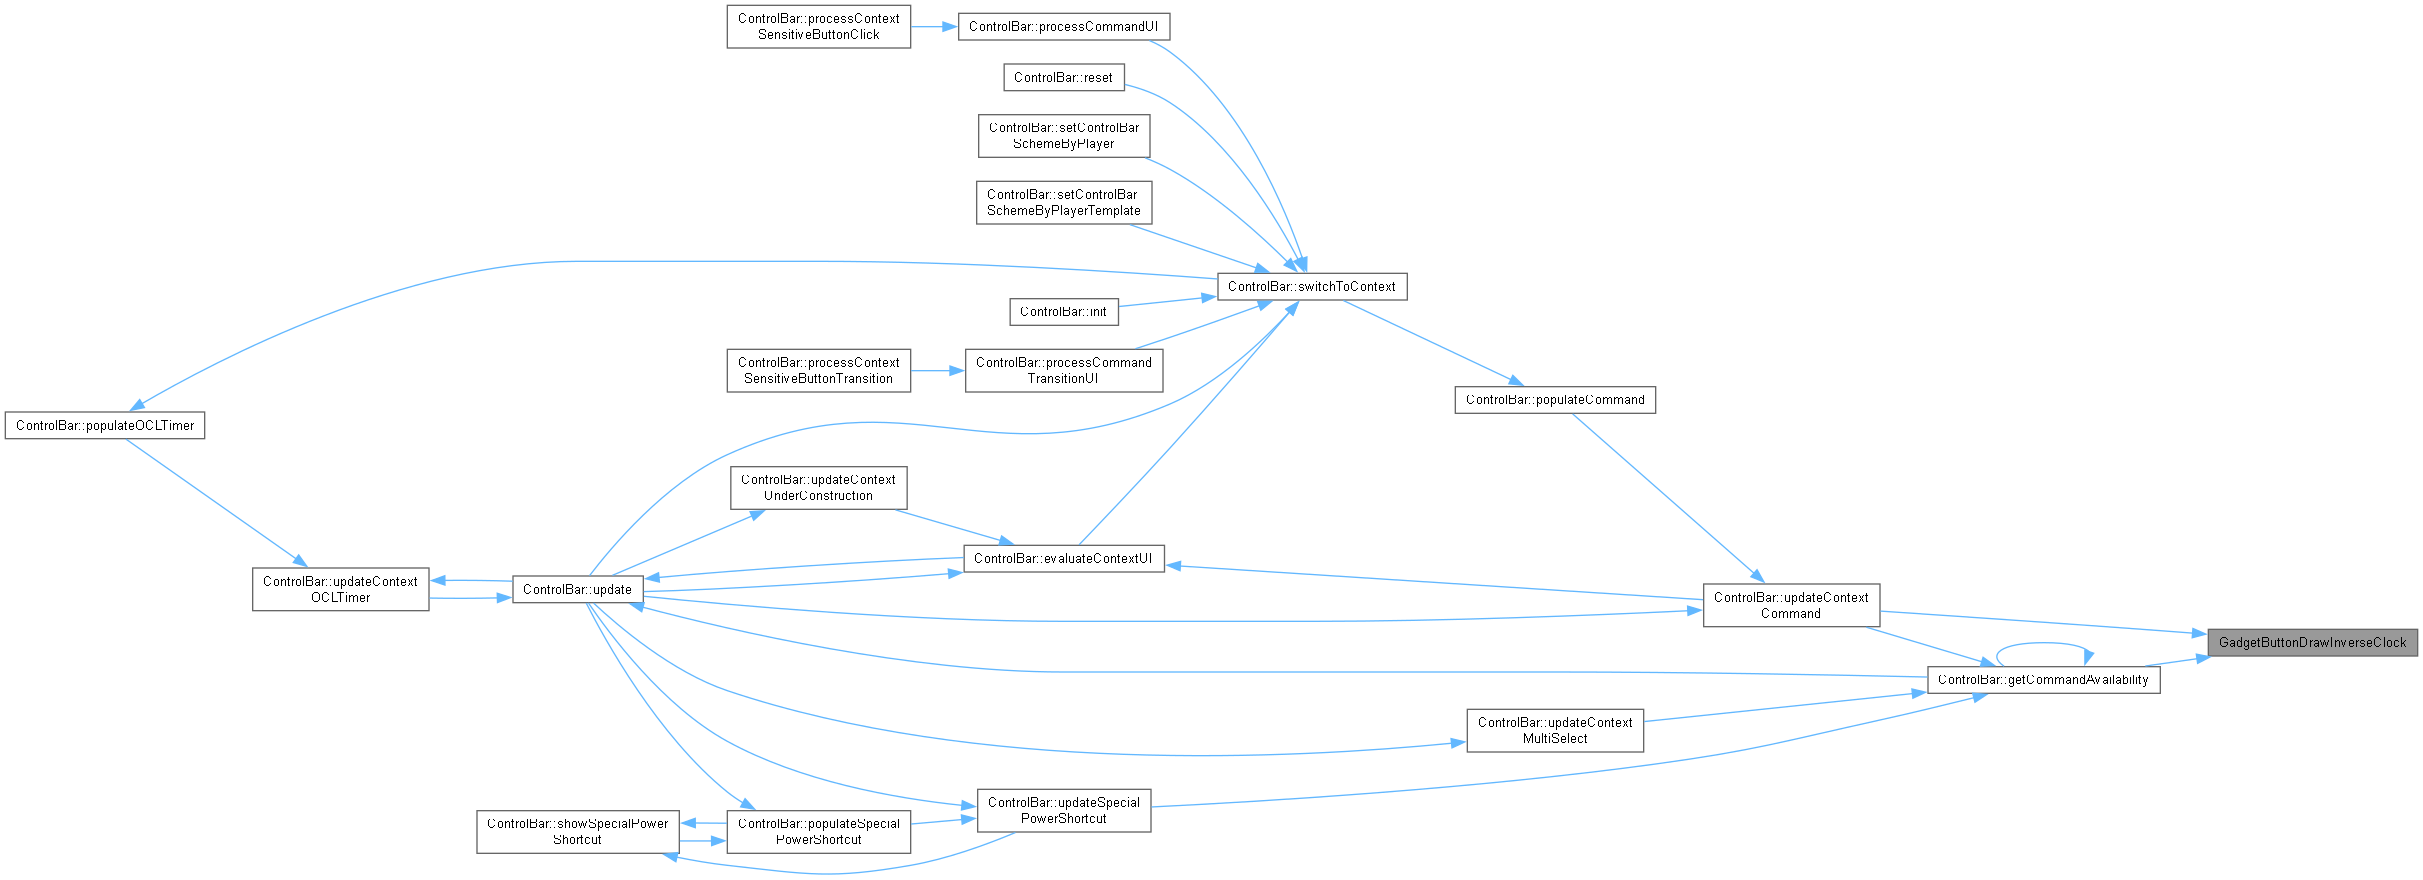 ControlBar::processContext
SensitiveButtonClick
ControlBar::processCommandUI
ControlBar::reset
ControlBar::setControlBar
SchemeByPlayer
ControlBar::setControlBar
SchemeByPlayerTemplate
ControlBar::switchToContext
ControlBar::init
ControlBar::processContext
SensitiveButtonTransition
ControlBar::processCommand
TransitionUI
ControlBar::populateCommand
ControlBar::populateOCLTimer
ControlBar::updateContext
UnderConstruction
ControlBar::evaluateContextUI
ControlBar::updateContext
OCLTimer
ControlBar::update
ControlBar::updateContext
Command
GadgetButtonDrawInverseClock
ControlBar::getCommandAvailability
ControlBar::updateContext
MultiSelect
ControlBar::updateSpecial
PowerShortcut
ControlBar::showSpecialPower
Shortcut
ControlBar::populateSpecial
PowerShortcut